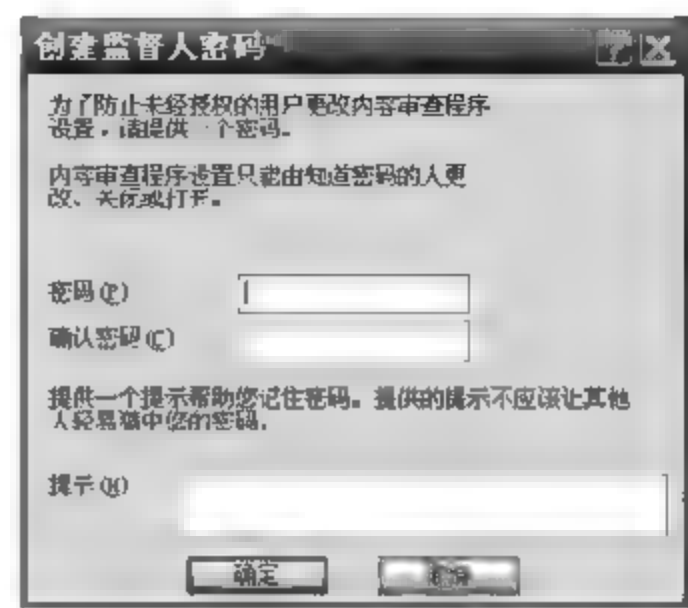 创建监督人密码
为了防止未经授权的用户更改内容审查程序
设置，请提供一个密码。
内容审查程序设置只能由知道密码的人更
改、关闭或打开。
密码(P)
确认密码(C)
提供一个提示帮助您记住密码。提供的提示不应该让其他
人轻易猜中您的密码。
提示(H)
确定